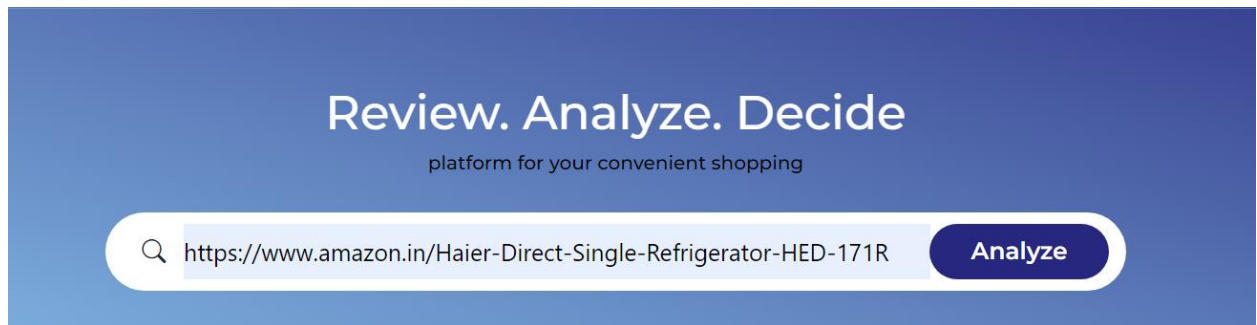 Review. Analyze. Decide
platform for your convenient shopping
https://www.amazon.in/Haier-Direct-Single-Refrigerator-HED-171R
Analyze